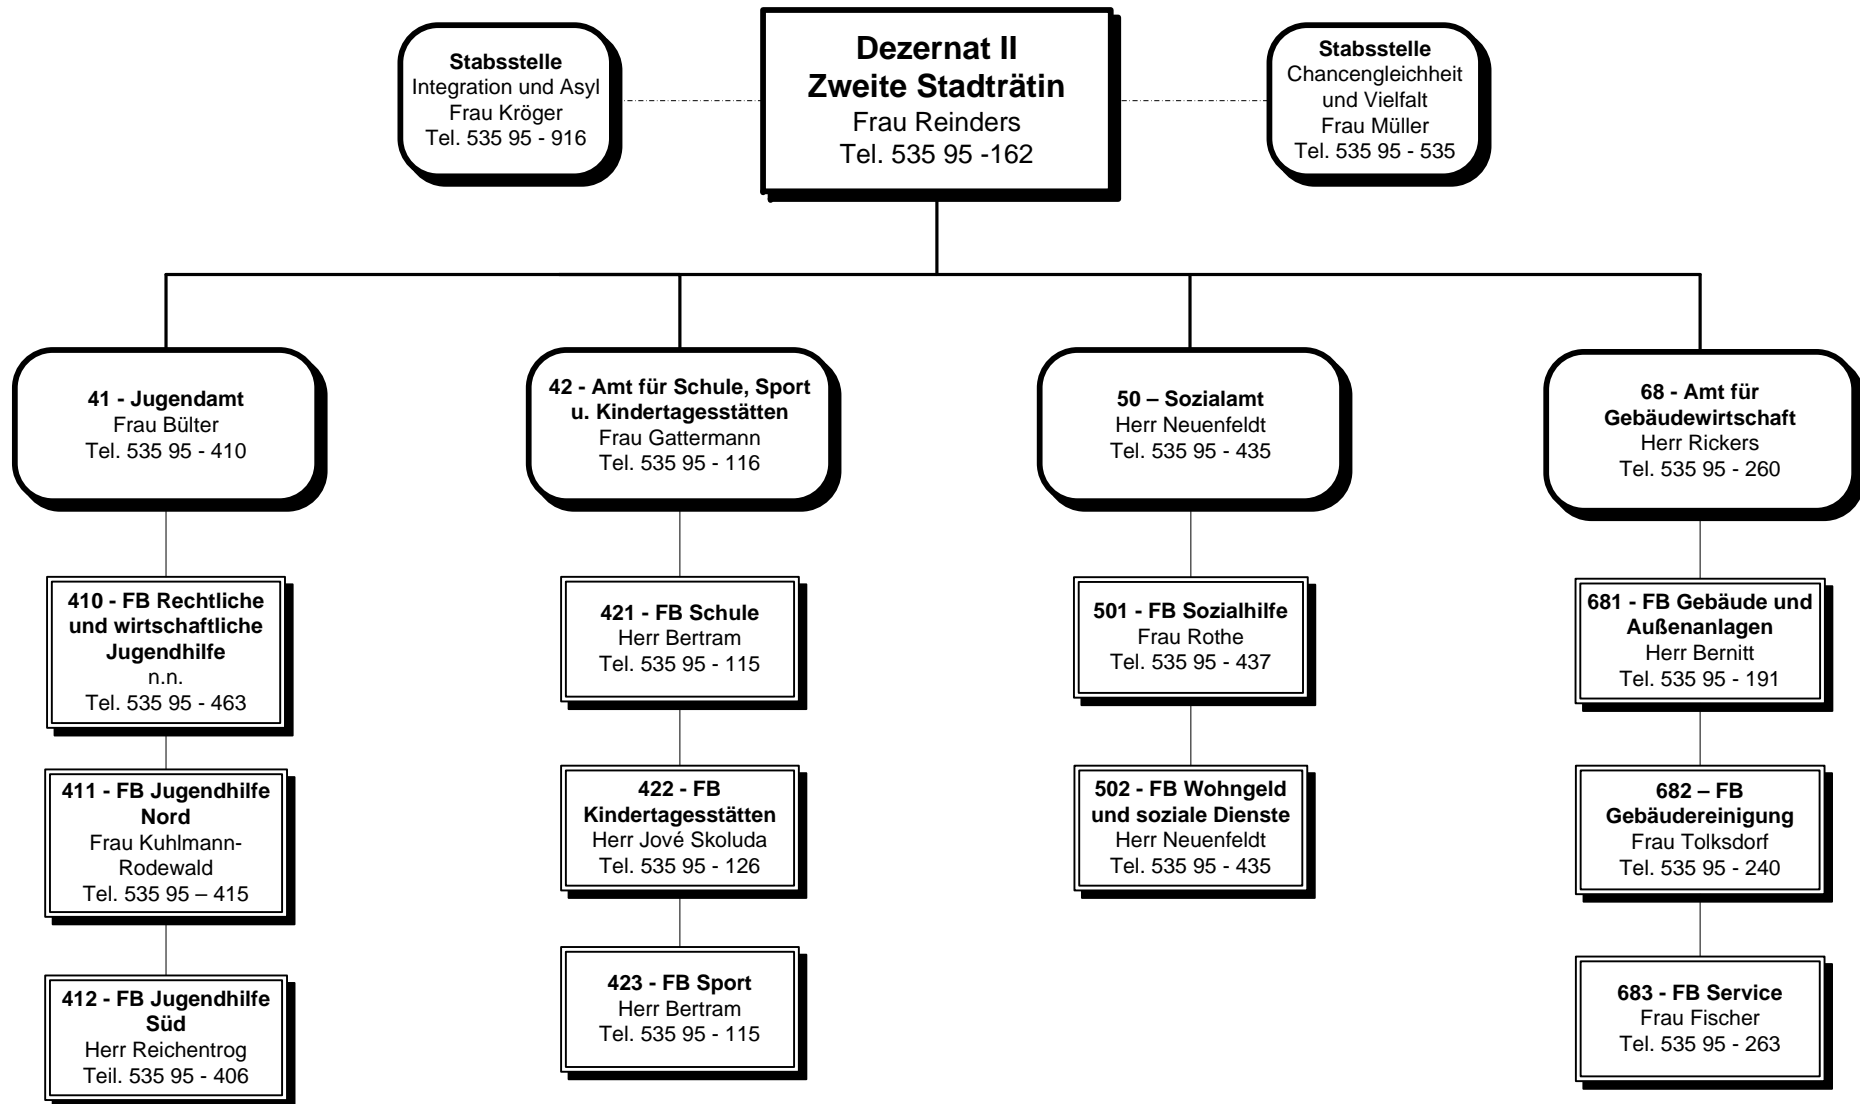 Stabsstelle
Integration und Asyl
Frau Kröger
Tel. 535 95 - 916
Dezernat II
Zweite Stadträtin
Frau Reinders
Tel. 535 95 -162
Stabsstelle
Chancengleichheit
und Vielfalt
Frau Müller
Tel. 535 95 - 535
41 - Jugendamt
Frau Bülter
Tel. 535 95 - 410
42 - Amt für Schule, Sport
u. Kindertagesstätten
Frau Gattermann
Tel. 535 95 - 116
50 – Sozialamt
Herr Neuenfeldt
Tel. 535 95 - 435
68 - Amt für
Gebäudewirtschaft
Herr Rickers
Tel. 535 95 - 260
410 - FB Rechtliche
und wirtschaftliche
Jugendhilfe
n.n.
Tel. 535 95 - 463
421 - FB Schule
Herr Bertram
Tel. 535 95 - 115
501 - FB Sozialhilfe
Frau Rothe
Tel. 535 95 - 437
681 - FB Gebäude und
Außenanlagen
Herr Bernitt
Tel. 535 95 - 191
411 - FB Jugendhilfe
Nord
Frau Kuhlmann-
Rodewald
Tel. 535 95 – 415
422 - FB
Kindertagesstätten
Herr Jové Skoluda
Tel. 535 95 - 126
502 - FB Wohngeld
und soziale Dienste
Herr Neuenfeldt
Tel. 535 95 - 435
682 – FB
Gebäudereinigung
Frau Tolksdorf
Tel. 535 95 - 240
412 - FB Jugendhilfe
Süd
Herr Reichentrog
Teil. 535 95 - 406
423 - FB Sport
Herr Bertram
Tel. 535 95 - 115
683 - FB Service
Frau Fischer
Tel. 535 95 - 263